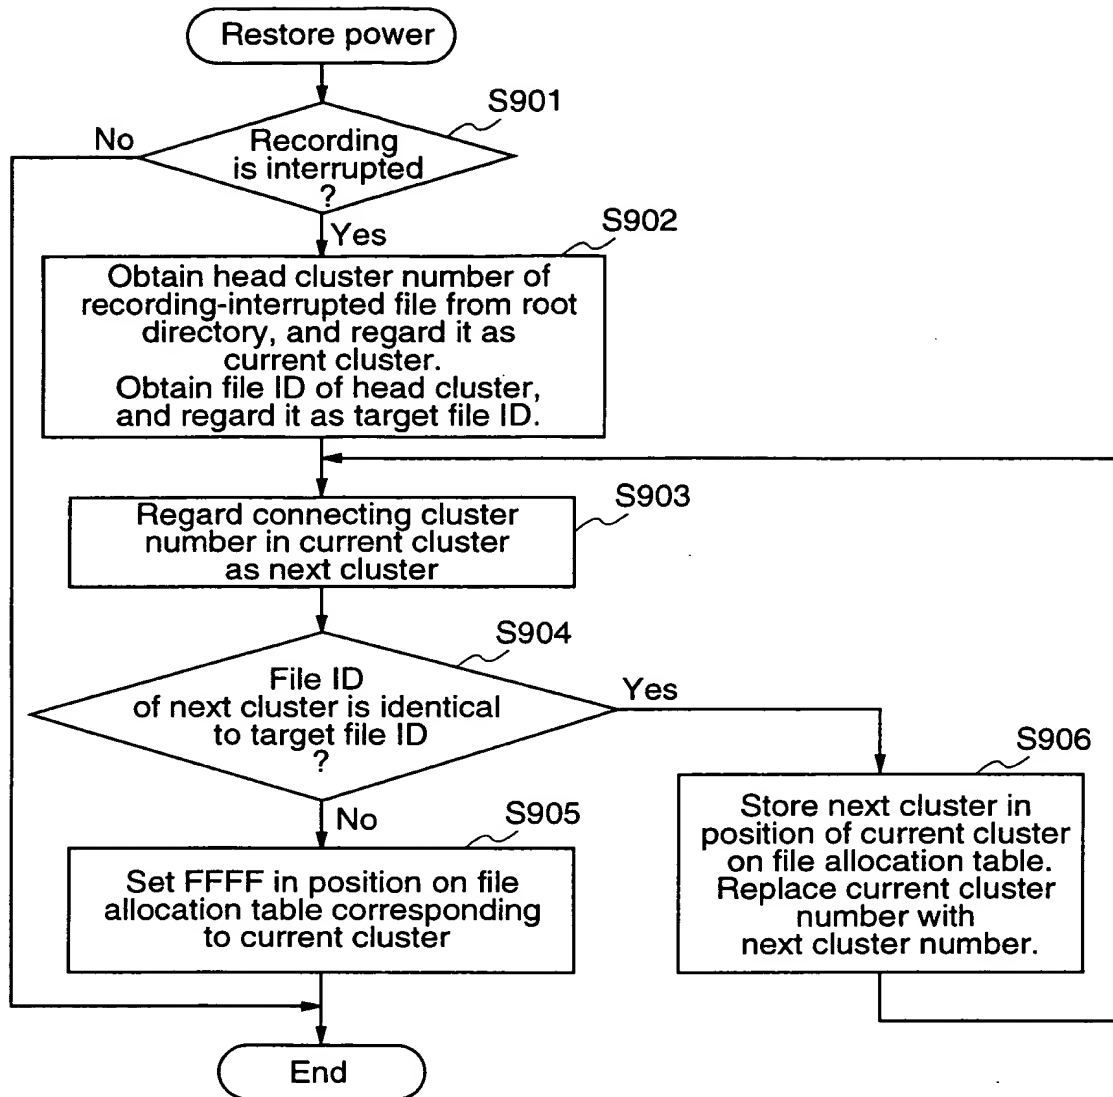 Restore power
S901
No
Recording
is interrupted
?
Yes
S902
Obtain head cluster number of
recording-interrupted file from root
directory, and regard it as
current cluster.
Obtain file ID of head cluster,
and regard it as target file ID.
S903
Regard connecting cluster
number in current cluster
as next cluster
S904
File ID
of next cluster is identical
to target file ID
?
Yes
S906
No
S905
Store next cluster in
position of current cluster
on file allocation table.
Replace current cluster
number with
next cluster number.
Set FFFF in position on file
allocation table corresponding
to current cluster
End